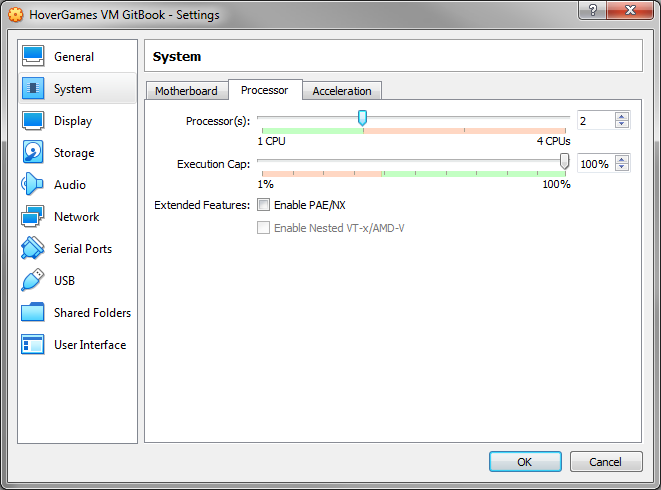 HoverGames VM GitBook - Settings
General
System
Display
Storage
Audio
Network
Serial Ports
USB
Shared Folders
User Interface
System
Motherboard Processor Acceleration
Processor(s): 2
1 CPU 4 CPUs
Execution Cap: 100%
1% 100%
Extended Features: Enable PAE/NX
Enable Nested VT-x/AMD-V
OK Cancel